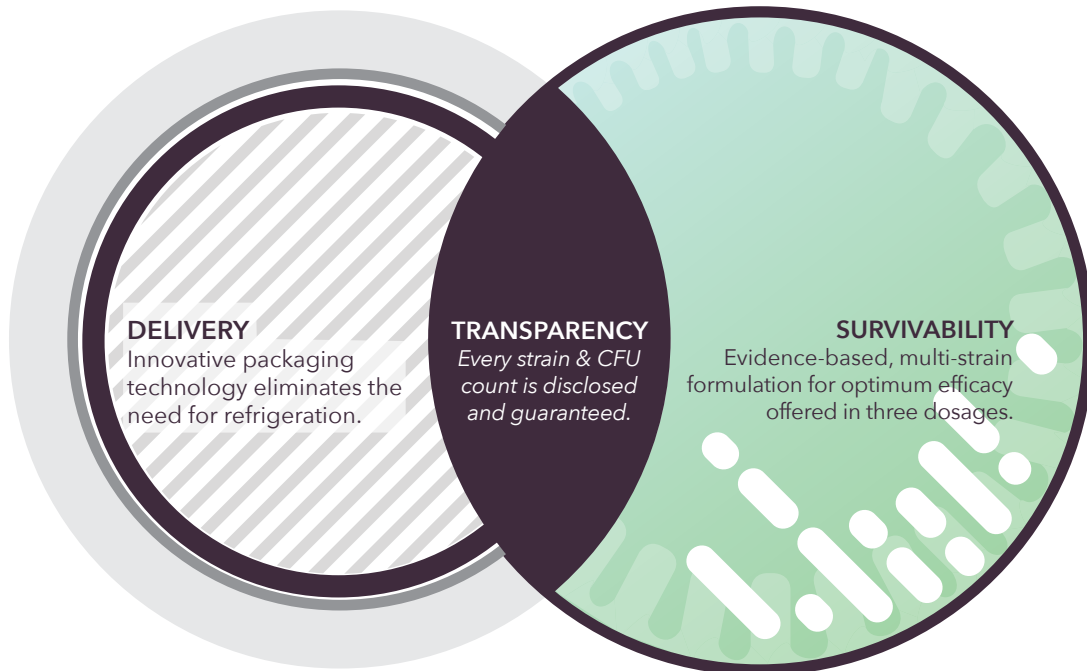 DELIVERY
Innovative packaging
technology eliminates the
need for refrigeration.
TRANSPARENCY
Every strain & CFU
count is disclosed
and guaranteed.
SURVIVABILITY
Evidence-based, multi-strain
formulation for optimum efficacy
offered in three dosages.